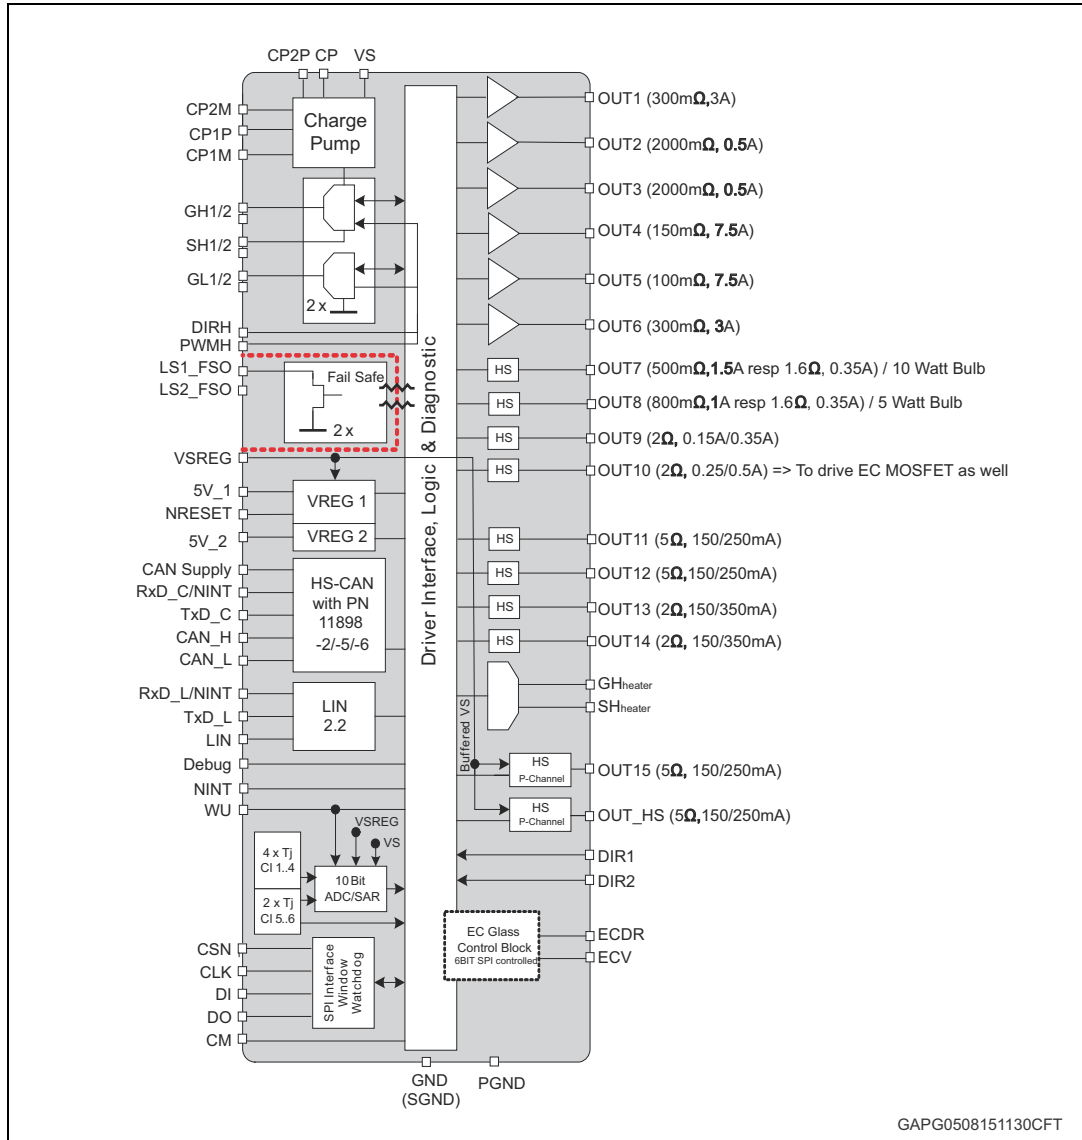 CP2P CP VS
CP2M
CP1P
CP1M
Charge
Pump
GH1/2
SH1/2
GL1/2
2 x
DIRH
PWMH
LS1_FSO
LS2_FSO
Fail Safe
2 x
VSREG
5V_1
NRESET
5V_2
VREG 1
VREG 2
CAN Supply
RxD_C/NINT
TxD_C
CAN_H
CAN_L
HS-CAN
with PN
11898
-2/-5/-6
RxD_L/NINT
TxD_L
LIN
LIN
2.2
Debug
NINT
WU
VSREG
VS
4 x Tj
Cl 1..4
2 x Tj
Cl 5..6
10Bit
ADC/SAR
CSN
CLK
DI
DO
CM
SPI Interface
Window
Watchdog
Driver Interface, Logic & Diagnostic
Buffered VS
OUT1 (300mΩ,3A)
OUT2 (2000mΩ, 0.5A)
OUT3 (2000mΩ, 0.5A)
OUT4 (150mΩ, 7.5A)
OUT5 (100mΩ, 7.5A)
OUT6 (300mΩ, 3A)
HS
OUT7 (500mΩ,1.5A resp 1.6Ω, 0.35A) / 10 Watt Bulb
HS
OUT8 (800mΩ,1A resp 1.6Ω, 0.35A) / 5 Watt Bulb
HS
OUT9 (2Ω, 0.15A/0.35A)
HS
OUT10 (2Ω, 0.25/0.5A) => To drive EC MOSFET as well
HS
OUT11 (5Ω, 150/250mA)
HS
OUT12 (5Ω,150/250mA)
HS
OUT13 (2Ω,150/350mA)
HS
OUT14 (2Ω, 150/350mA)
GHheater
SHheater
HS
P-Channel
OUT15 (5Ω, 150/250mA)
HS
P-Channel
OUT_HS (5Ω,150/250mA)
DIR1
DIR2
EC Glass
Control Block
6BIT SPI controlled
ECDR
ECV
GND
(SGND)
PGND
GAPG0508151130CFT